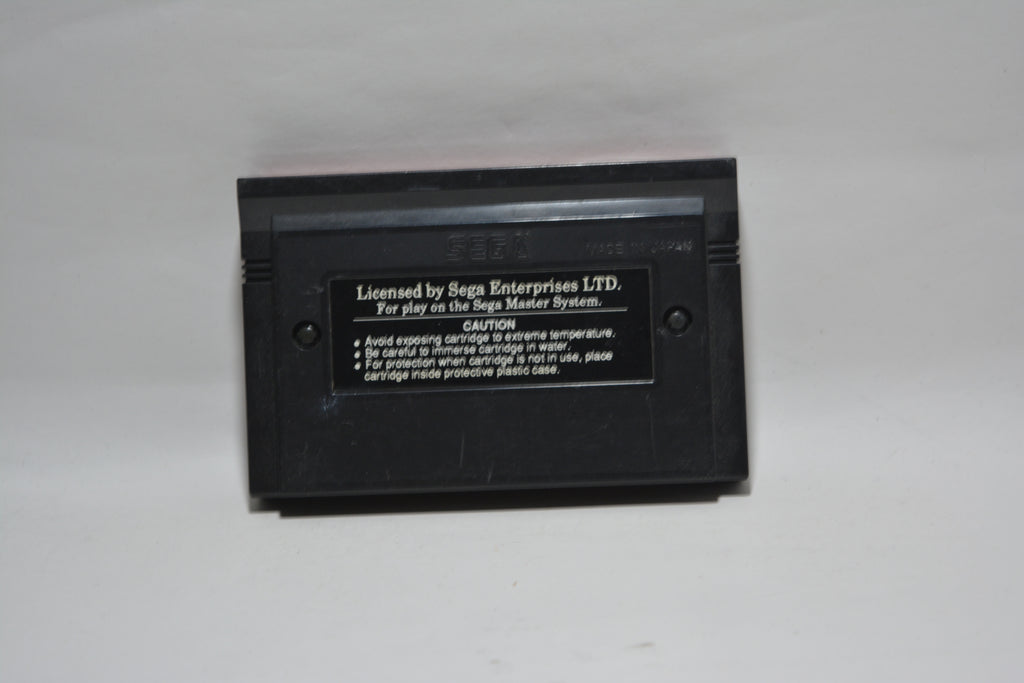 SEGA
MADE IN JAPAN
Licensed by Sega Enterprises LTD.
For play on the Sega Master System.
CAUTION
• Avoid exposing cartridge to extreme temperature.
• Be careful to immerse cartridge in water.
• For protection when cartridge is not in use, place
cartridge inside protective plastic case.